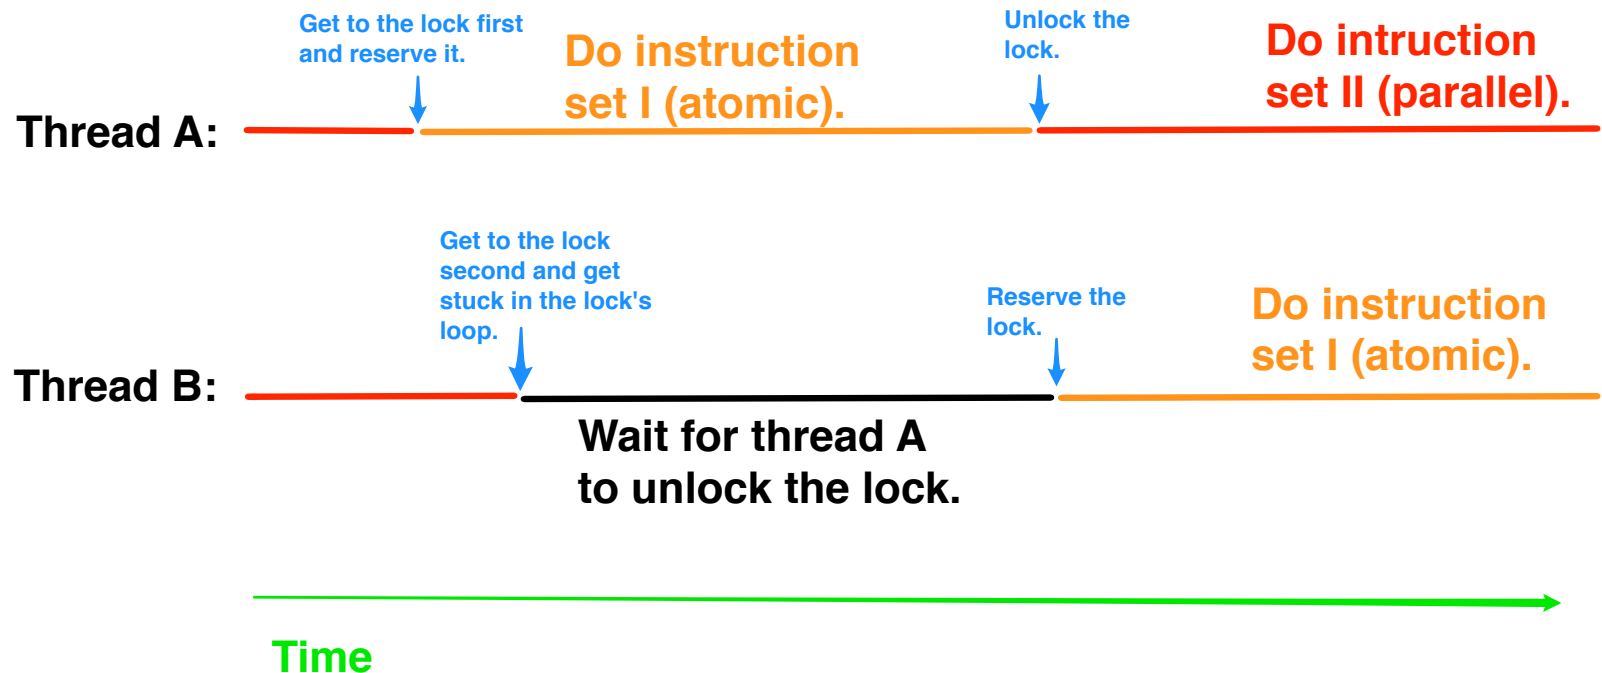 Get to the lock first
and reserve it.
Do instruction
set I (atomic).
Unlock the
lock.
Do intruction
set II (parallel).
Thread A:
Get to the lock
second and get
stuck in the lock's
loop.
Reserve the
lock.
Do instruction
set I (atomic).
Thread B:
Wait for thread A
to unlock the lock.
Time